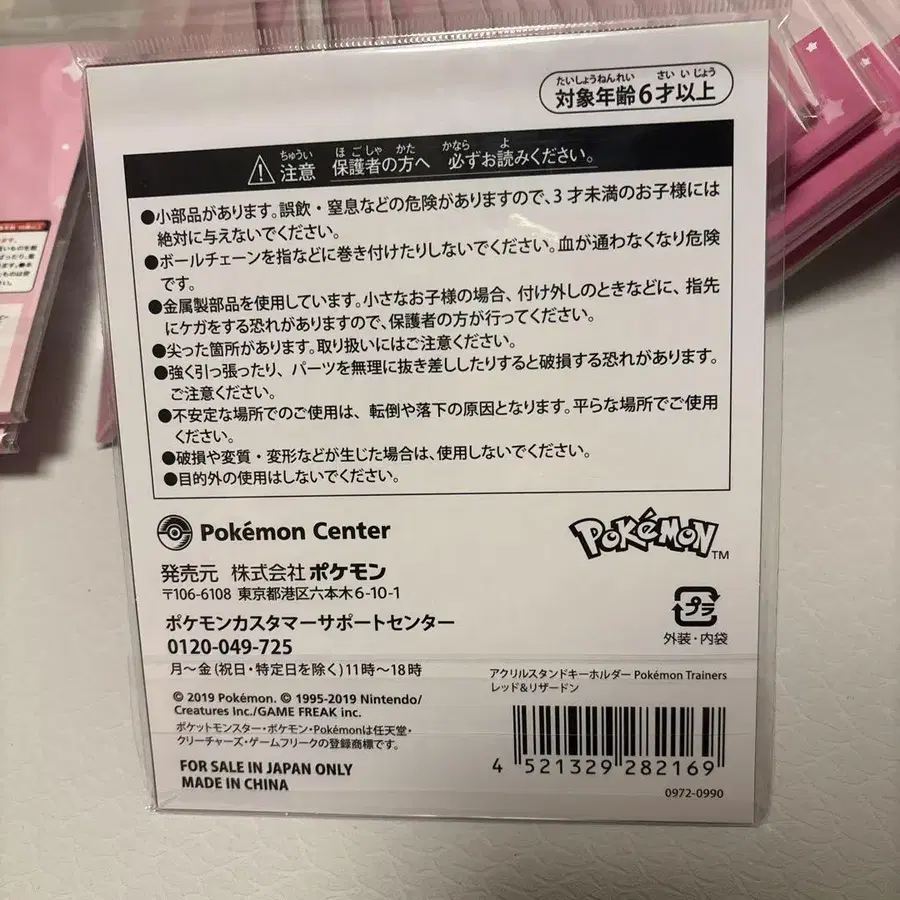 たいしょうねんれい さい いじょう
対象年齢6才以上
ちゅうい ほごしゃ かた かなら よ
注意 保護者の方へ 必ずお読みください。
●小部品があります。誤飲・窒息などの危険がありますので、3才未満のお子様には
絶対に与えないでください。
●ボールチェーンを指などに巻き付けたりしないでください。血が通わなくなり危険
です。
●金属製部品を使用しています。小さなお子様の場合、付け外しのときなどに、指先
にケガをする恐れがありますので、保護者の方が行ってください。
●尖った箇所があります。取り扱いにはご注意ください。
●強く引っ張ったり、パーツを無理に抜き差ししたりすると破損する恐れがあります。
ご注意ください。
●不安定な場所でのご使用は、転倒や落下の原因となります。平らな場所でご使用
ください。
●破損や変質・変形などが生じた場合は、使用しないでください。
●目的外の使用はしないでください。
Pokémon Center
POKéMON TM
発売元 株式会社ポケモン
〒106-6108 東京都港区六本木6-10-1
プラ
外装・内袋
ポケモンカスタマーサポートセンター
0120-049-725
月～金(祝日・特定日を除く)11時～18時
アクリルスタンドキーホルダー Pokémon Trainers
レッド&リザードン
© 2019 Pokémon. © 1995-2019 Nintendo/
Creatures Inc./GAME FREAK inc.
ポケットモンスター・ポケモン・Pokémonは任天堂・
クリーチャーズ・ゲームフリークの登録商標です。
FOR SALE IN JAPAN ONLY
MADE IN CHINA
4 521329 282169
0972-0990